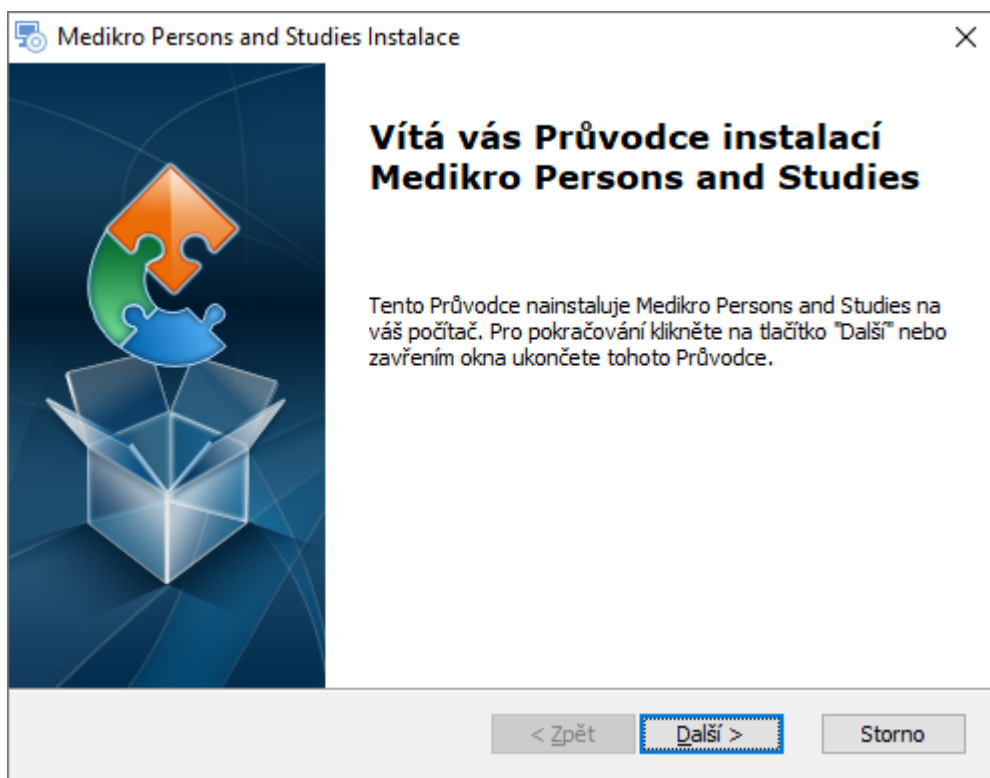 Medikro Persons and Studies Instalace
Vítá vás Průvodce instalací
Medikro Persons and Studies
Tento Průvodce nainstaluje Medikro Persons and Studies na
váš počítač. Pro pokračování klikněte na tlačítko "Další" nebo
zavřením okna ukončete tohoto Průvodce.
< Zpět
Další >
Storno